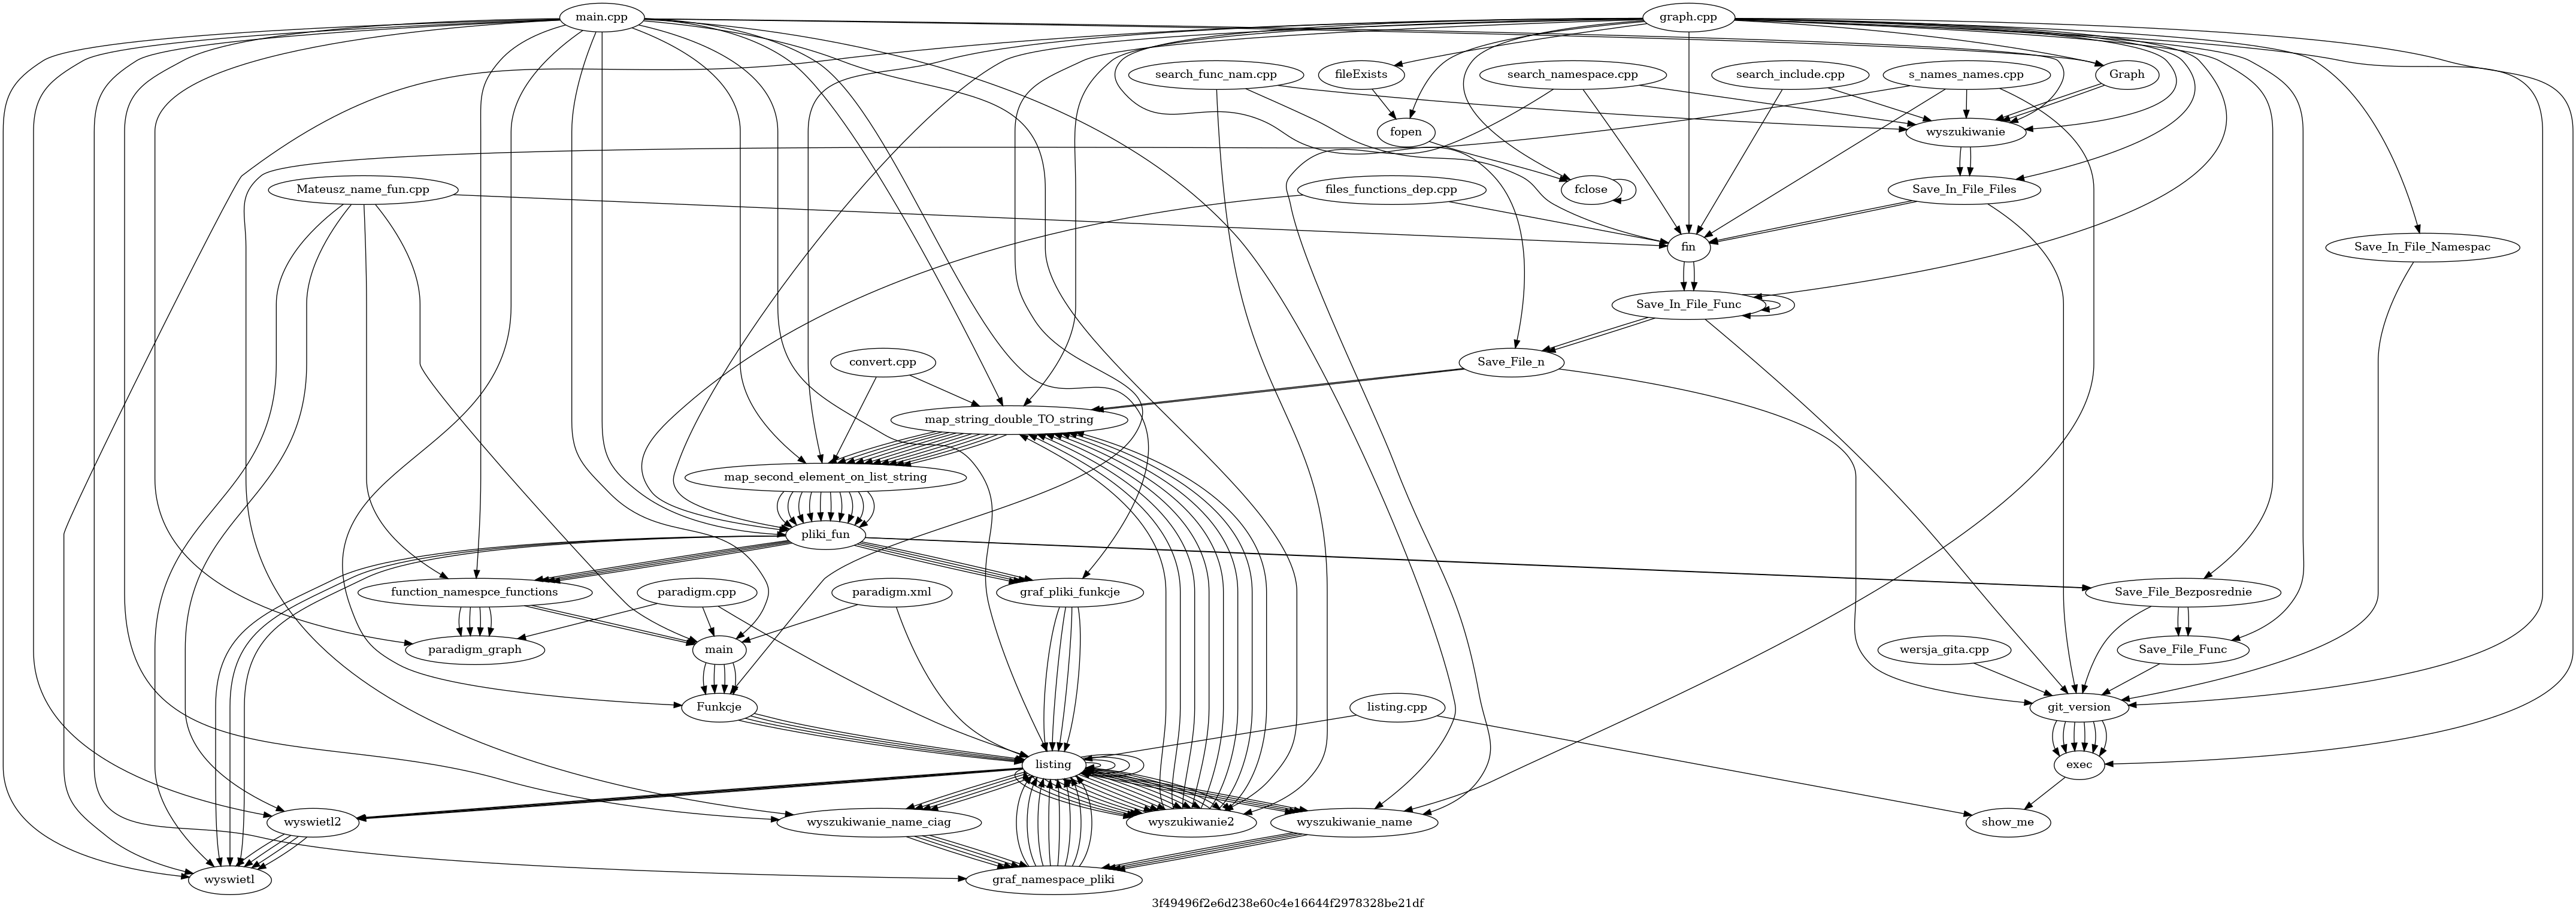 main.cpp
graph.cpp
search_func_nam.cpp
fileExists
search_namespace.cpp
search_include.cpp
s_names_names.cpp
Graph
fopen
wyszukiwanie
Mateusz_name_fun.cpp
files_functions_dep.cpp
fclose
Save_In_File_Files
fin
Save_In_File_Namespac
Save_In_File_Func
convert.cpp
Save_File_n
map_string_double_TO_string
map_second_element_on_list_string
pliki_fun
function_namespce_functions
paradigm.cpp
paradigm.xml
graf_pliki_funkcje
Save_File_Bezposrednie
paradigm_graph
main
wersja_gita.cpp
Save_File_Func
Funkcje
listing.cpp
git_version
listing
exec
wyswietl2
wyszukiwanie_name_ciag
wyszukiwanie2
wyszukiwanie_name
show_me
wyswietl
graf_namespace_pliki
3f49496f2e6d238e60c4e16644f2978328be21df